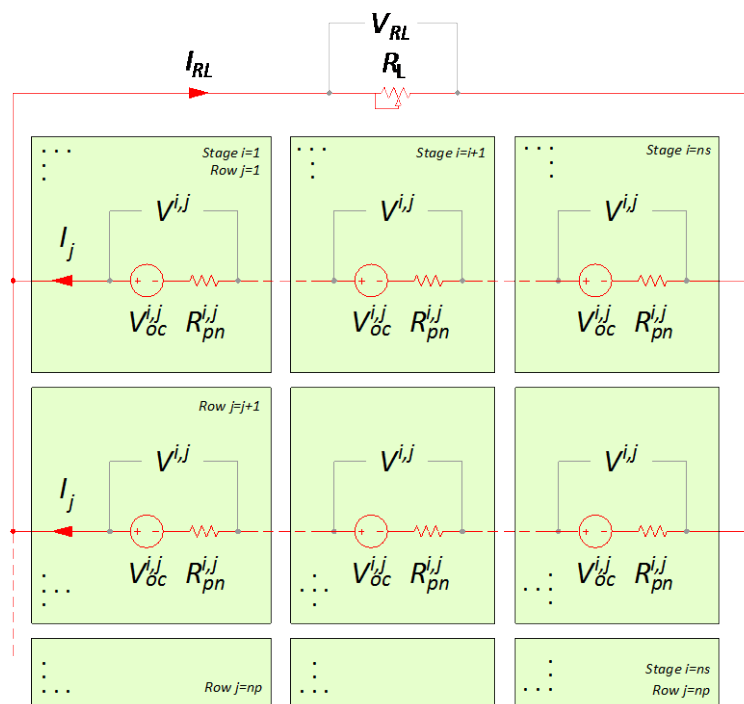 V_RL
I_RL
R_L
Stage i=1
Row j=1
Stage i=i+1
Stage i=ns
V^i,j
V^i,j
V^i,j
I_j
+
-
+
-
+
-
V_oc^i,j R_pn^i,j
V_oc^i,j R_pn^i,j
V_oc^i,j R_pn^i,j
Row j=j+1
V^i,j
V^i,j
V^i,j
I_j
+
-
+
-
+
-
V_oc^i,j R_pn^i,j
V_oc^i,j R_pn^i,j
V_oc^i,j R_pn^i,j
Row j=np
Stage i=ns
Row j=np